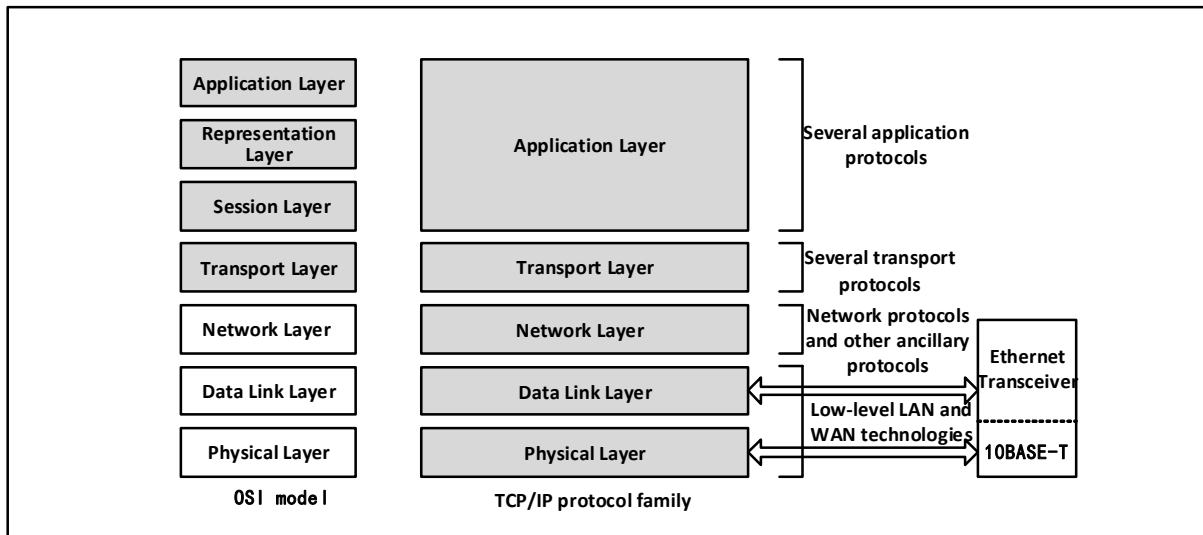 Application Layer
Representation
Layer
Session Layer
Transport Layer
Network Layer
Data Link Layer
Physical Layer
OSI model
Application Layer
Transport Layer
Network Layer
Data Link Layer
Physical Layer
TCP/IP protocol family
Several application
protocols
Several transport
protocols
Network protocols
and other ancillary
protocols
Low-level LAN and
WAN technologies
Ethernet
Transceiver
10BASE-T